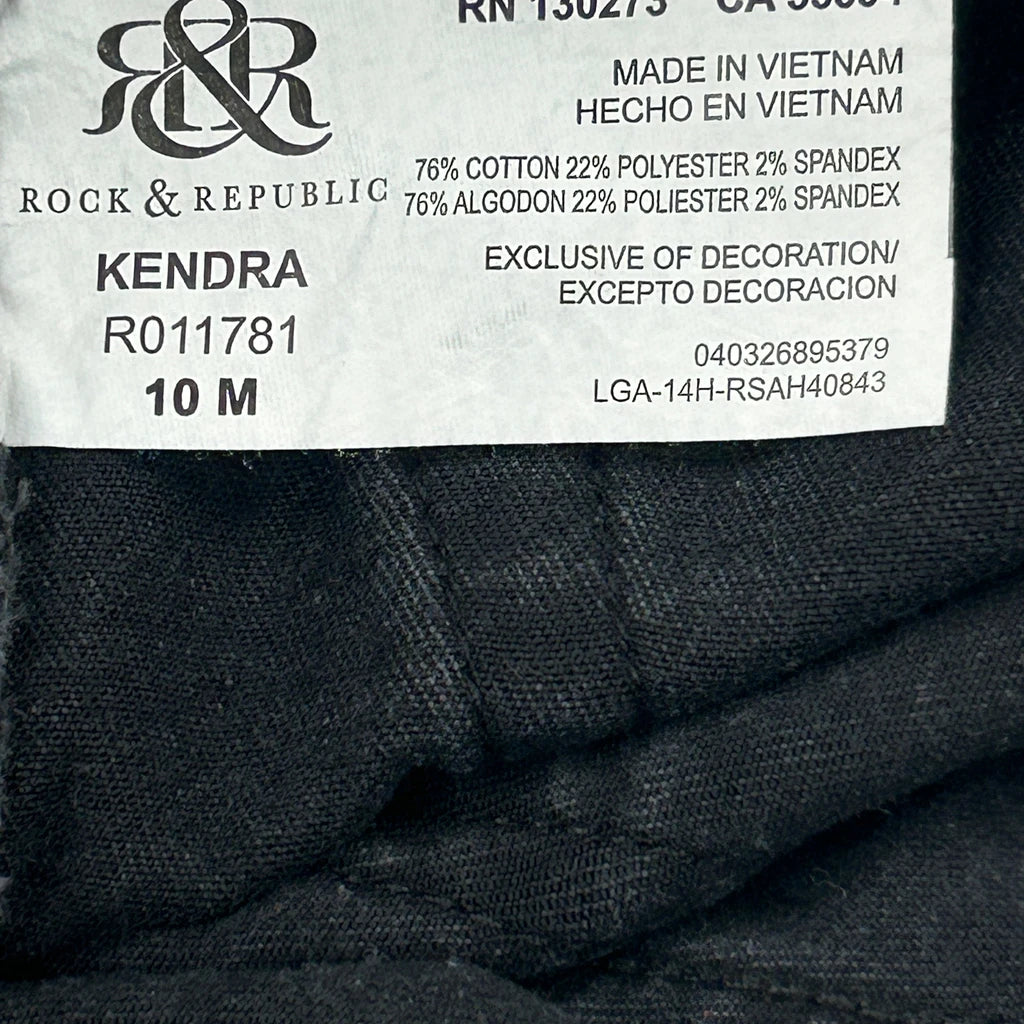 R&R
ROCK & REPUBLIC
KENDRA
R011781
10 M
RN 130273
CA
MADE IN VIETNAM
HECHO EN VIETNAM
76% COTTON 22% POLYESTER 2% SPANDEX
76% ALGODON 22% POLIESTER 2% SPANDEX
EXCLUSIVE OF DECORATION/
EXCEPTO DECORACION
040326895379
LGA-14H-RSAH40843